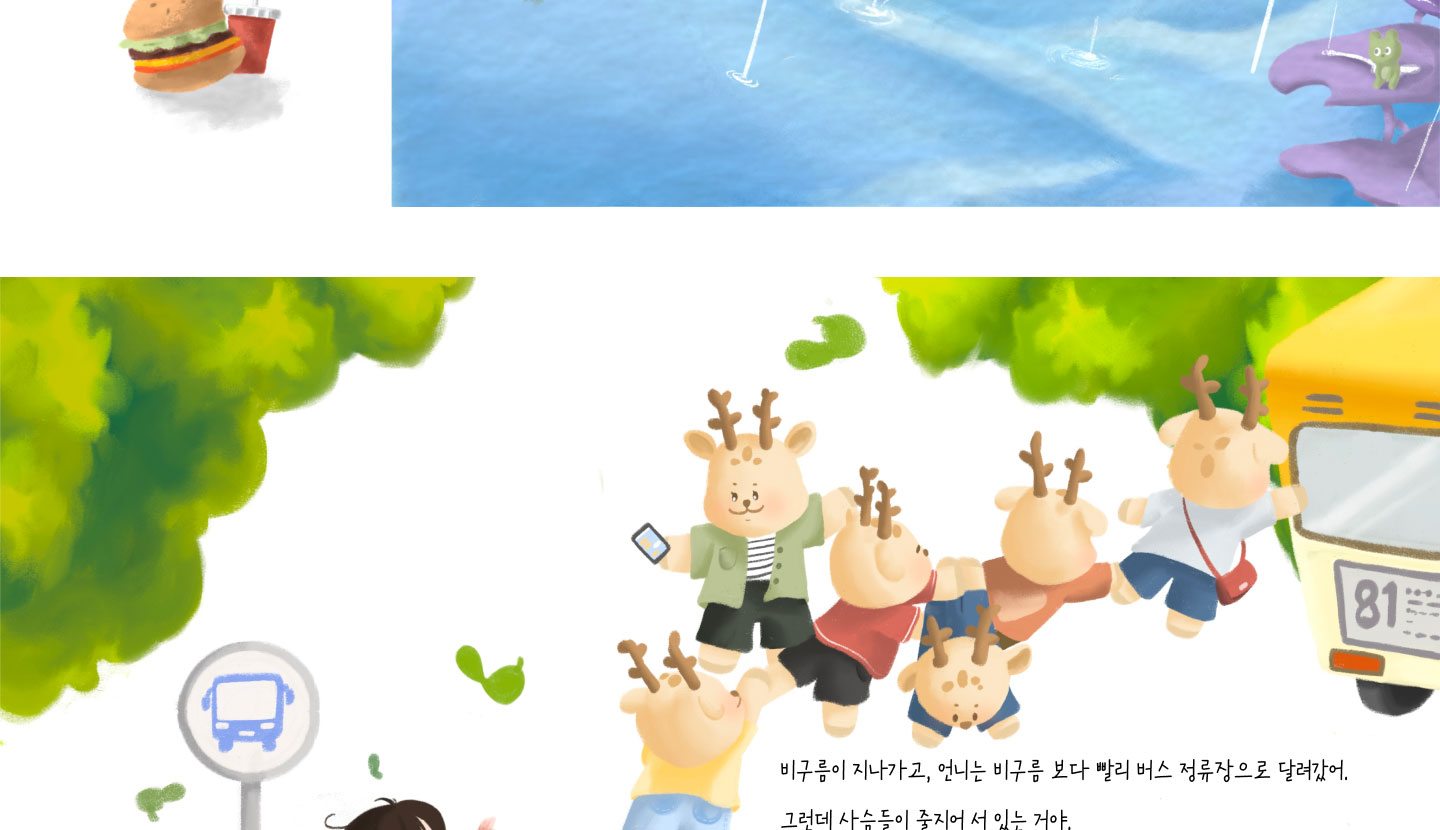 81
비구름이 지나가고, 언니는 비구름 보다 빨리 버스 정류장으로 달려갔어.
그런데 사슴들이 줄지어 서 있는 거야.